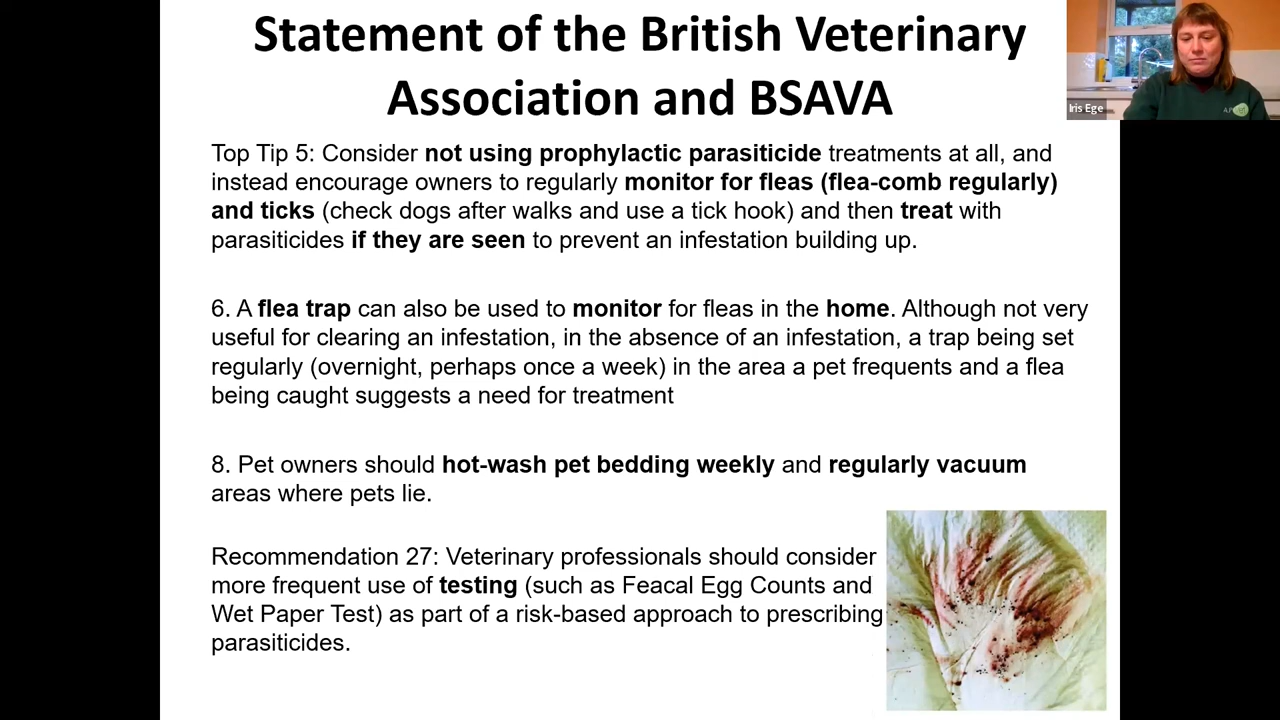 Statement of the British Veterinary
Association and BSAVA
Iris Ege
Top Tip 5: Consider not using prophylactic parasiticide treatments at all, and
instead encourage owners to regularly monitor for fleas (flea-comb regularly)
and ticks (check dogs after walks and use a tick hook) and then treat with
parasiticides if they are seen to prevent an infestation building up.
6. A flea trap can also be used to monitor for fleas in the home. Although not very
useful for clearing an infestation, in the absence of an infestation, a trap being set
regularly (overnight, perhaps once a week) in the area a pet frequents and a flea
being caught suggests a need for treatment
8. Pet owners should hot-wash pet bedding weekly and regularly vacuum
areas where pets lie.
Recommendation 27: Veterinary professionals should consider
more frequent use of testing (such as Feacal Egg Counts and
Wet Paper Test) as part of a risk-based approach to prescribing
parasiticides.